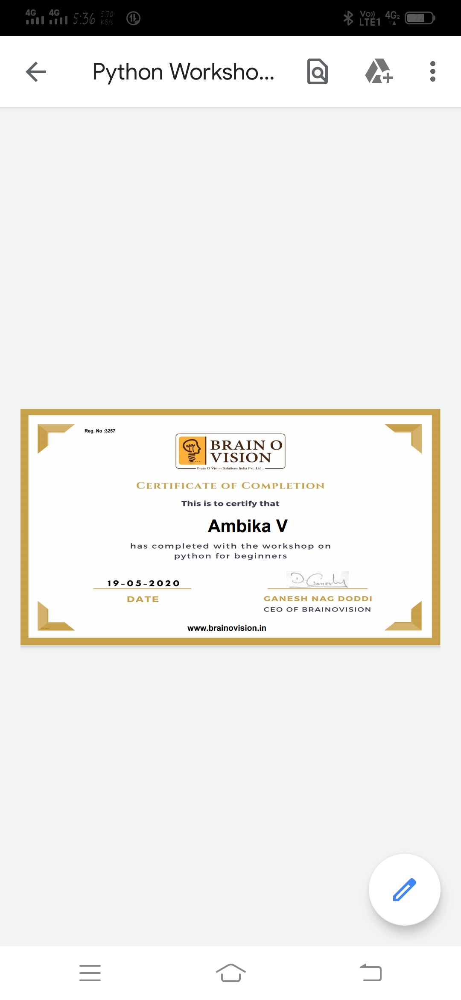 4G 4G 5:36 5.70 KB/s Vo)) LTE1 4G2 72
Python Worksho...
Reg. No :3257
BRAIN O
VISION
Brain O Vision Solutions India Pvt. Ltd...
CERTIFICATE OF COMPLETION
This is to certify that
Ambika V
has completed with the workshop on
python for beginners
D. Ganesh
19-05-2020
DATE
GANESH NAG DODDI
CEO OF BRAINOVISION
www.brainovision.in